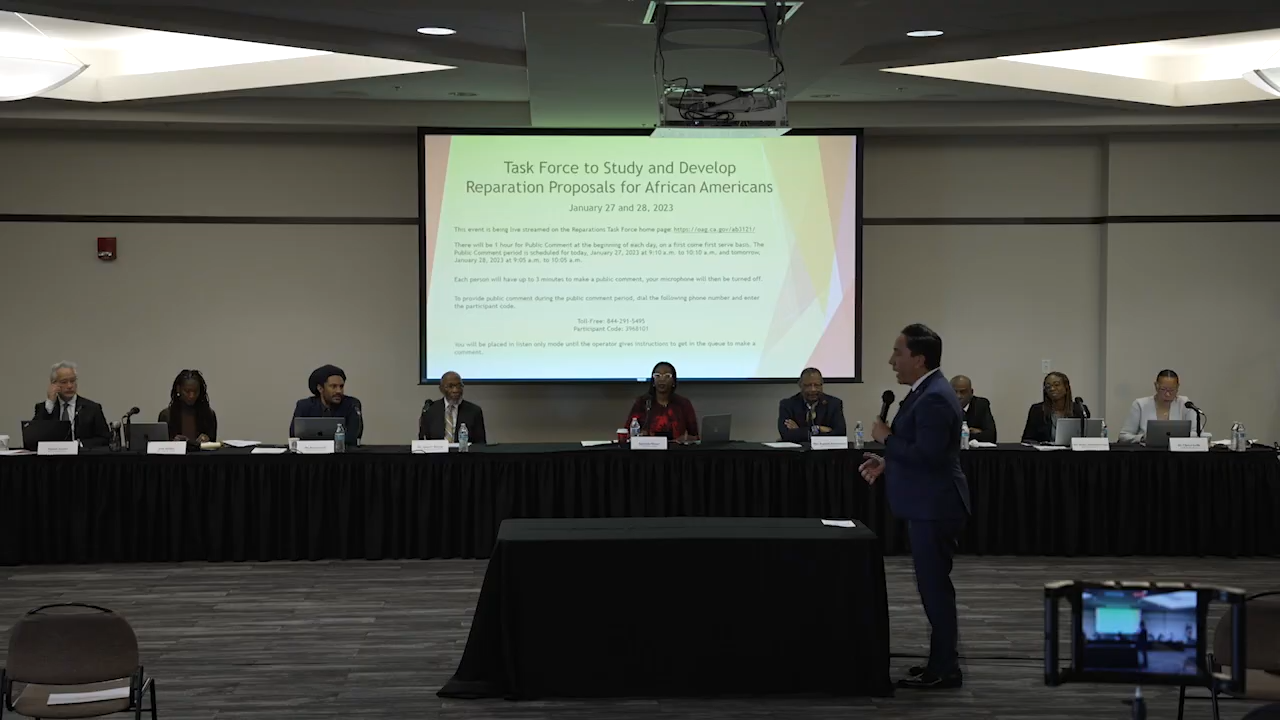 Task Force to Study and Develop
Reparation Proposals for African Americans
January 27 and 28, 2023
This event is being live streamed on the Reparations Task Force home page: https://oag.ca.gov/ab3121/
There will be 1 hour for Public Comment at the beginning of each day, on a first come first serve basis. The
Public Comment period is scheduled for today, January 27, 2023 at 9:10 a.m. to 10:10 a.m. and tomorrow,
January 28, 2023 at 9:05 a.m. to 10:05 a.m.
Each person will have up to 3 minutes to make a public comment, your microphone will then be turned off.
To provide public comment during the public comment period, dial the following phone number and enter
the participant code.
Toll-Free: 844-291-5495
Participant Code: 3968101
You will be placed in listen only mode until the operator gives instructions to get in the queue to make a
comment.